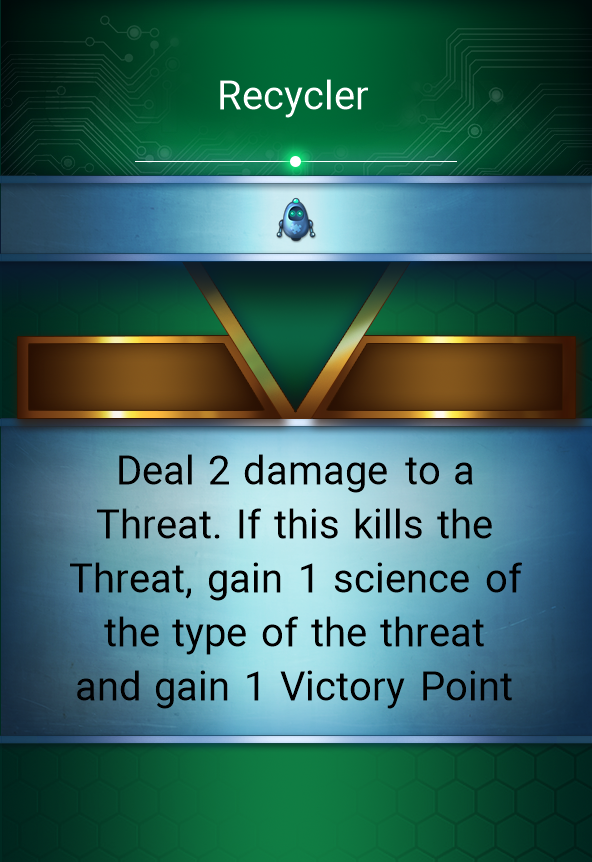 Recycler
Deal 2 damage to a
Threat. If this kills the
Threat, gain 1 science of
the type of the threat
and gain 1 Victory Point